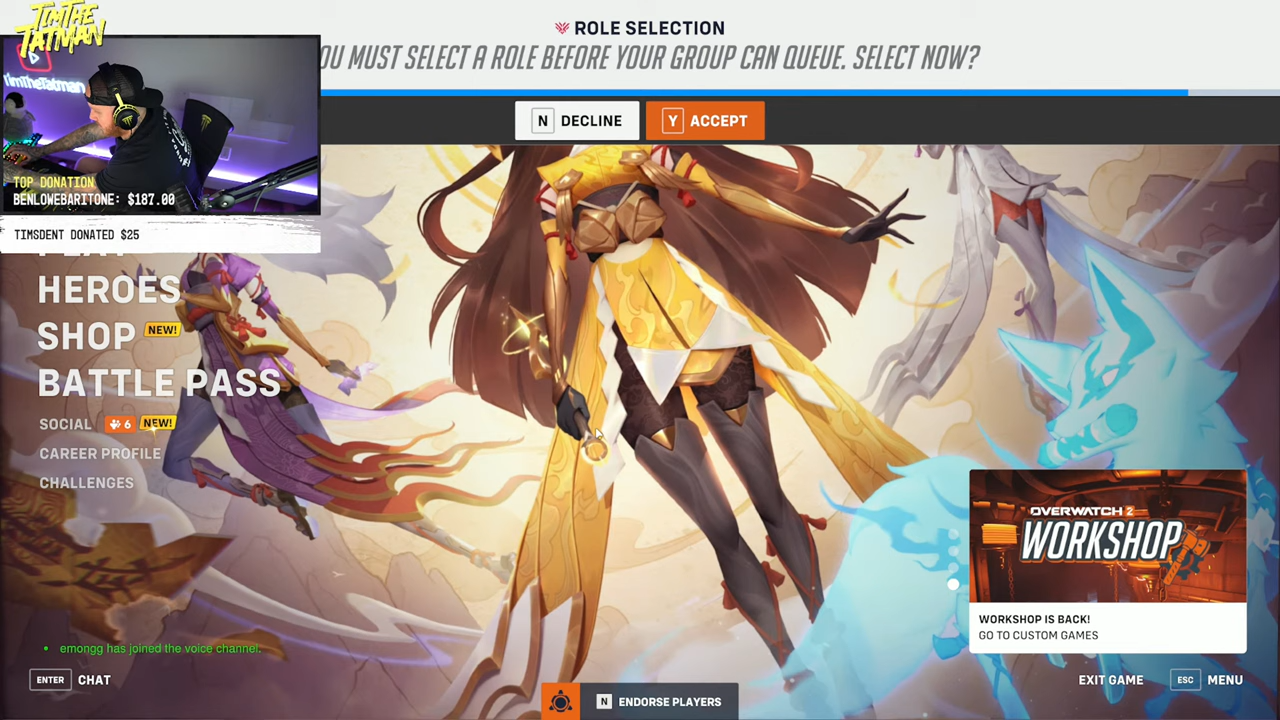 TIMTHE
TATMAN
ROLE SELECTION
OU MUST SELECT A ROLE BEFORE YOUR GROUP CAN QUEUE. SELECT NOW?
N DECLINE
Y ACCEPT
TimTheTatman
TOP DONATION
BENLOWEBARITONE: $187.00
TIMSDENT DONATED $25
PLAY
HEROES
SHOP NEW!
BATTLE PASS
SOCIAL 6 NEW!
CAREER PROFILE
CHALLENGES
OVERWATCH 2
WORKSHOP
WORKSHOP IS BACK!
GO TO CUSTOM GAMES
• emongg has joined the voice channel.
ENTER CHAT
N ENDORSE PLAYERS
EXIT GAME
ESC MENU